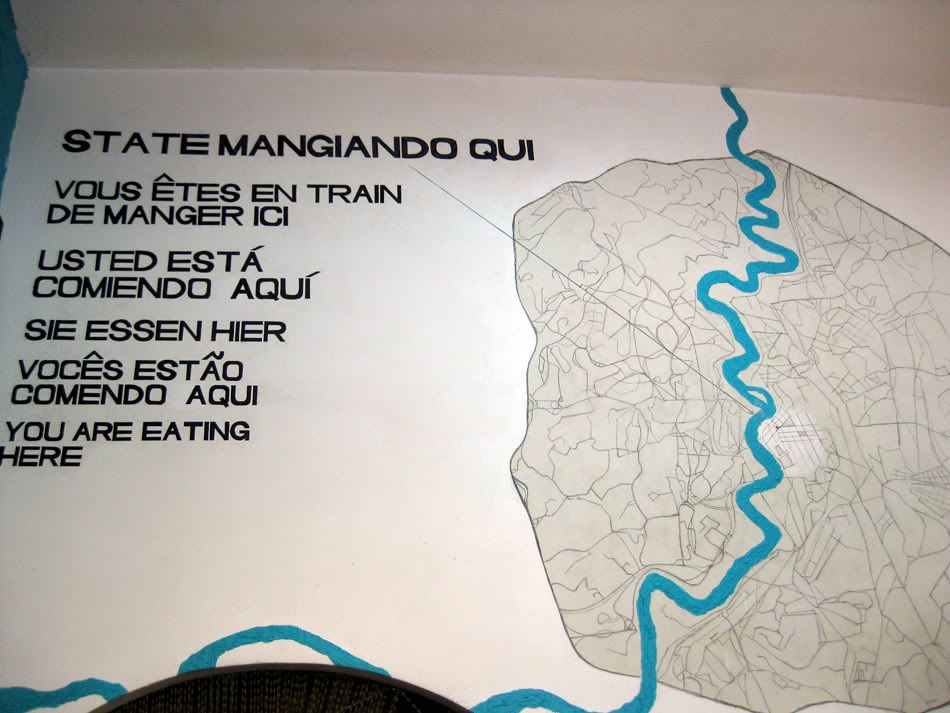 STATE MANGIANDO QUI
VOUS ÊTES EN TRAIN
DE MANGER ICI
USTED ESTÁ
COMIENDO AQUÍ
SIE ESSEN HIER
VOCÊS ESTÃO
COMENDO AQUI
YOU ARE EATING
HERE